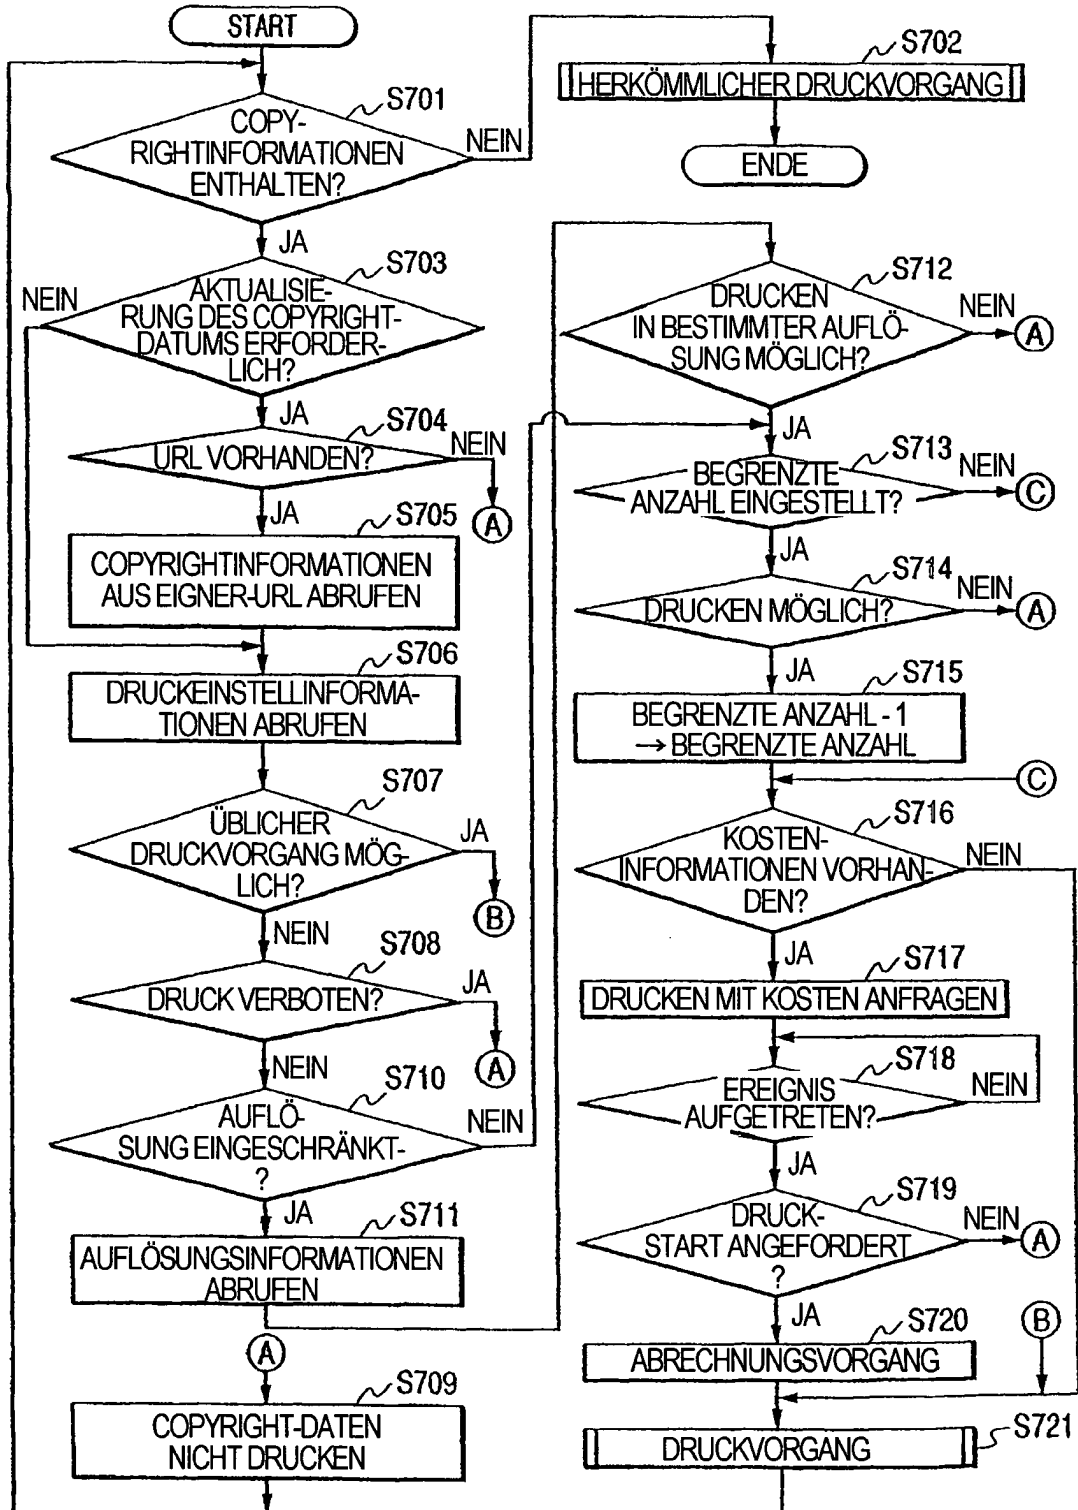 START
S701
COPY-
RIGHTINFORMATIONEN
ENTHALTEN?
NEIN
JA
S702
HERKÖMMLICHER DRUCKVORGANG
ENDE
S703
NEIN
AKTUALISIE-
RUNG DES COPYRIGHT-
DATUMS ERFORDER-
LICH?
JA
S704
URL VORHANDEN?
NEIN
A
JA
S705
COPYRIGHTINFORMATIONEN
AUS EIGNER-URL ABRUFEN
S706
DRUCKEINSTELLINFORMA-
TIONEN ABRUFEN
S707
ÜBLICHER
DRUCKVORGANG MÖG-
LICH?
JA
B
NEIN
S708
DRUCK VERBOTEN?
JA
A
NEIN
S710
AUFLÖ-
SUNG EINGESCHRÄNKT-
?
NEIN
JA
S711
AUFLÖSUNGSINFORMATIONEN
ABRUFEN
A
S709
COPYRIGHT-DATEN
NICHT DRUCKEN
S712
DRUCKEN
IN BESTIMMTER AUFLÖ-
SUNG MÖGLICH?
NEIN
A
JA
S713
BEGRENZTE
ANZAHL EINGESTELLT?
NEIN
C
JA
S714
DRUCKEN MÖGLICH?
NEIN
A
JA
S715
BEGRENZTE ANZAHL - 1
→ BEGRENZTE ANZAHL
C
S716
KOSTEN-
INFORMATIONEN VORHAN-
DEN?
NEIN
JA
S717
DRUCKEN MIT KOSTEN ANFRAGEN
S718
EREIGNIS
AUFGETRETEN?
NEIN
JA
S719
DRUCK-
START ANGEFORDERT
?
NEIN
A
JA
S720
ABRECHNUNGSVORGANG
B
S721
DRUCKVORGANG